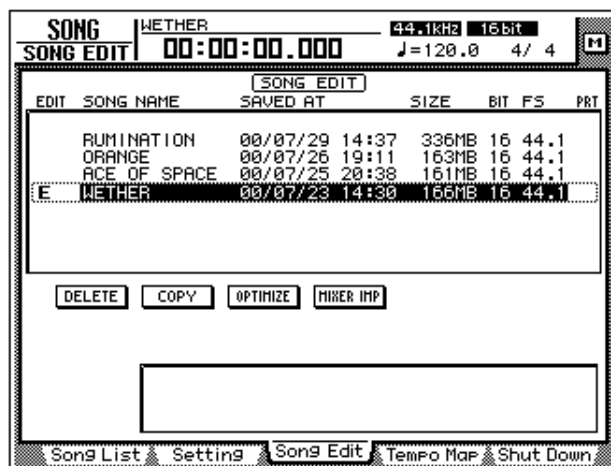 SONG
SONG EDIT
WETHER
00:00:00.000
44.1kHz 16bit
♩=120.0 4/ 4
M
SONG EDIT
EDIT SONG NAME SAVED AT SIZE BIT FS PRT
RUMINATION 00/07/29 14:37 336MB 16 44.1
ORANGE 00/07/26 19:11 163MB 16 44.1
ACE OF SPACE 00/07/25 20:38 161MB 16 44.1
E WETHER 00/07/23 14:30 166MB 16 44.1
DELETE COPY OPTIMIZE MIXER IMP
Song List Setting Song Edit Tempo Map Shut Down